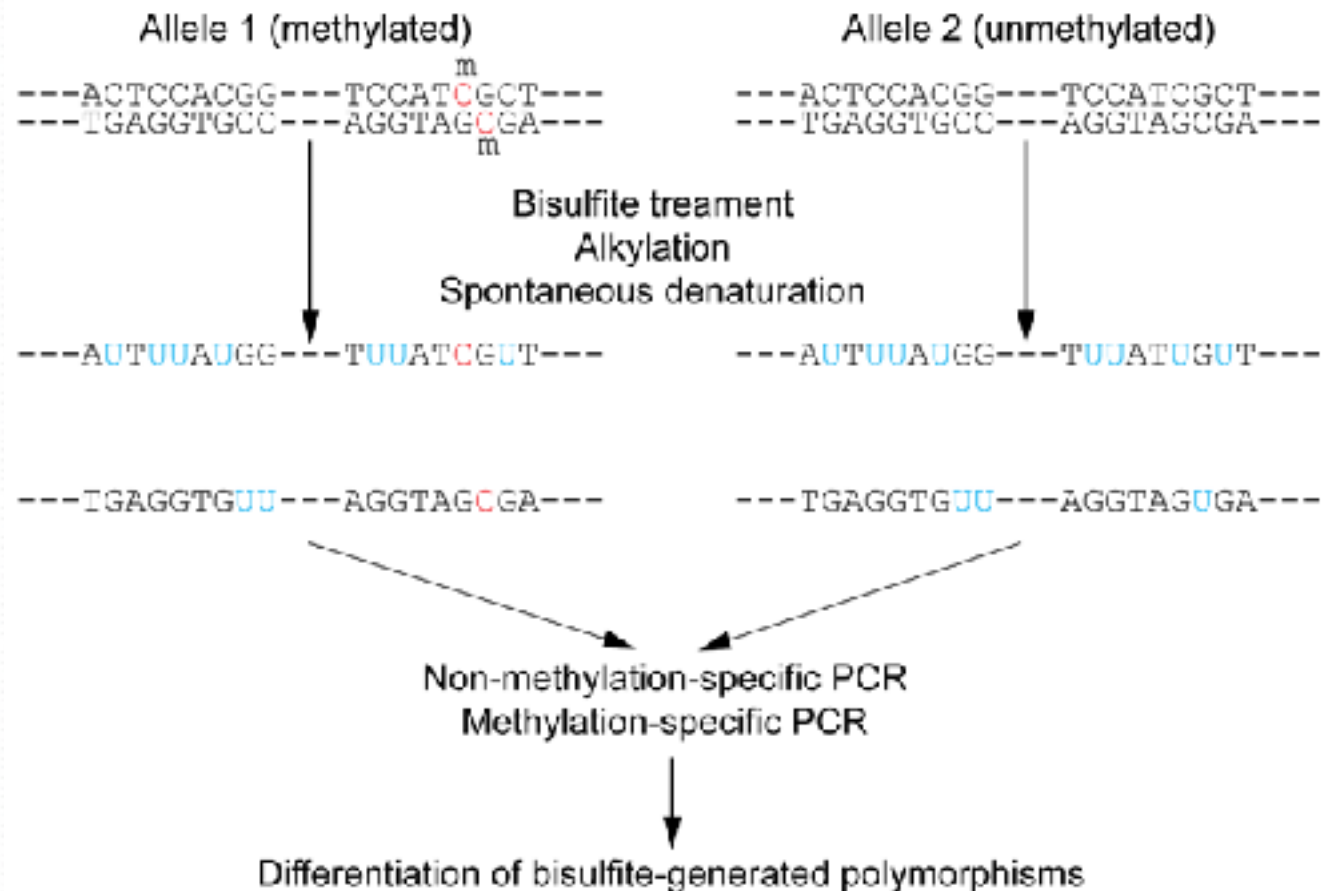 Allele 1 (methylated) Allele 2 (unmethylated)
m
---ACTCCACGG---TCCATCGCT--- ---ACTCCACGG---TCCATCGCT---
---TGAGGTGCC---AGGTAGCGA--- ---TGAGGTGCC---AGGTAGCGA---
m
Bisulfite treament
Alkylation
Spontaneous denaturation
---AUTUUAUGG---TUUATCGUT--- ---AUTUUAUGG---TUUATUGUT---
---TGAGGTGUU---AGGTAGCGA--- ---TGAGGTGUU---AGGTAGUGA---
Non-methylation-specific PCR
Methylation-specific PCR
Differentiation of bisulfite-generated polymorphisms